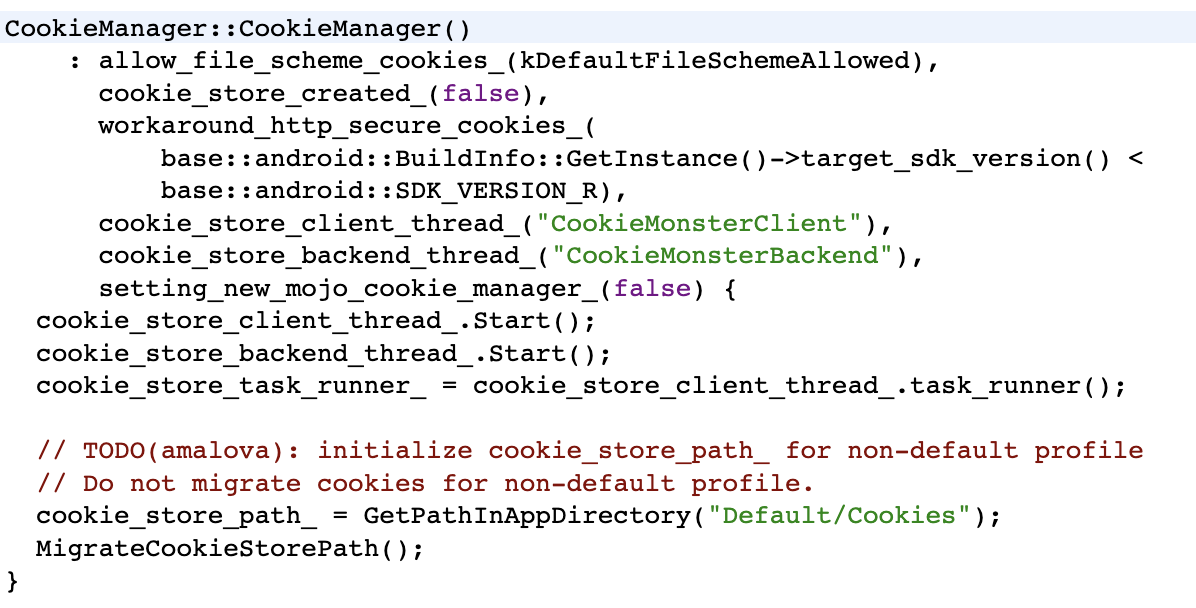 CookieManager::CookieManager()
    : allow_file_scheme_cookies_(kDefaultFileSchemeAllowed),
      cookie_store_created_(false),
      workaround_http_secure_cookies_(
          base::android::BuildInfo::GetInstance()->target_sdk_version() <
          base::android::SDK_VERSION_R),
      cookie_store_client_thread_("CookieMonsterClient"),
      cookie_store_backend_thread_("CookieMonsterBackend"),
      setting_new_mojo_cookie_manager_(false) {
  cookie_store_client_thread_.Start();
  cookie_store_backend_thread_.Start();
  cookie_store_task_runner_ = cookie_store_client_thread_.task_runner();

  // TODO(amalova): initialize cookie_store_path_ for non-default profile
  // Do not migrate cookies for non-default profile.
  cookie_store_path_ = GetPathInAppDirectory("Default/Cookies");
  MigrateCookieStorePath();
}